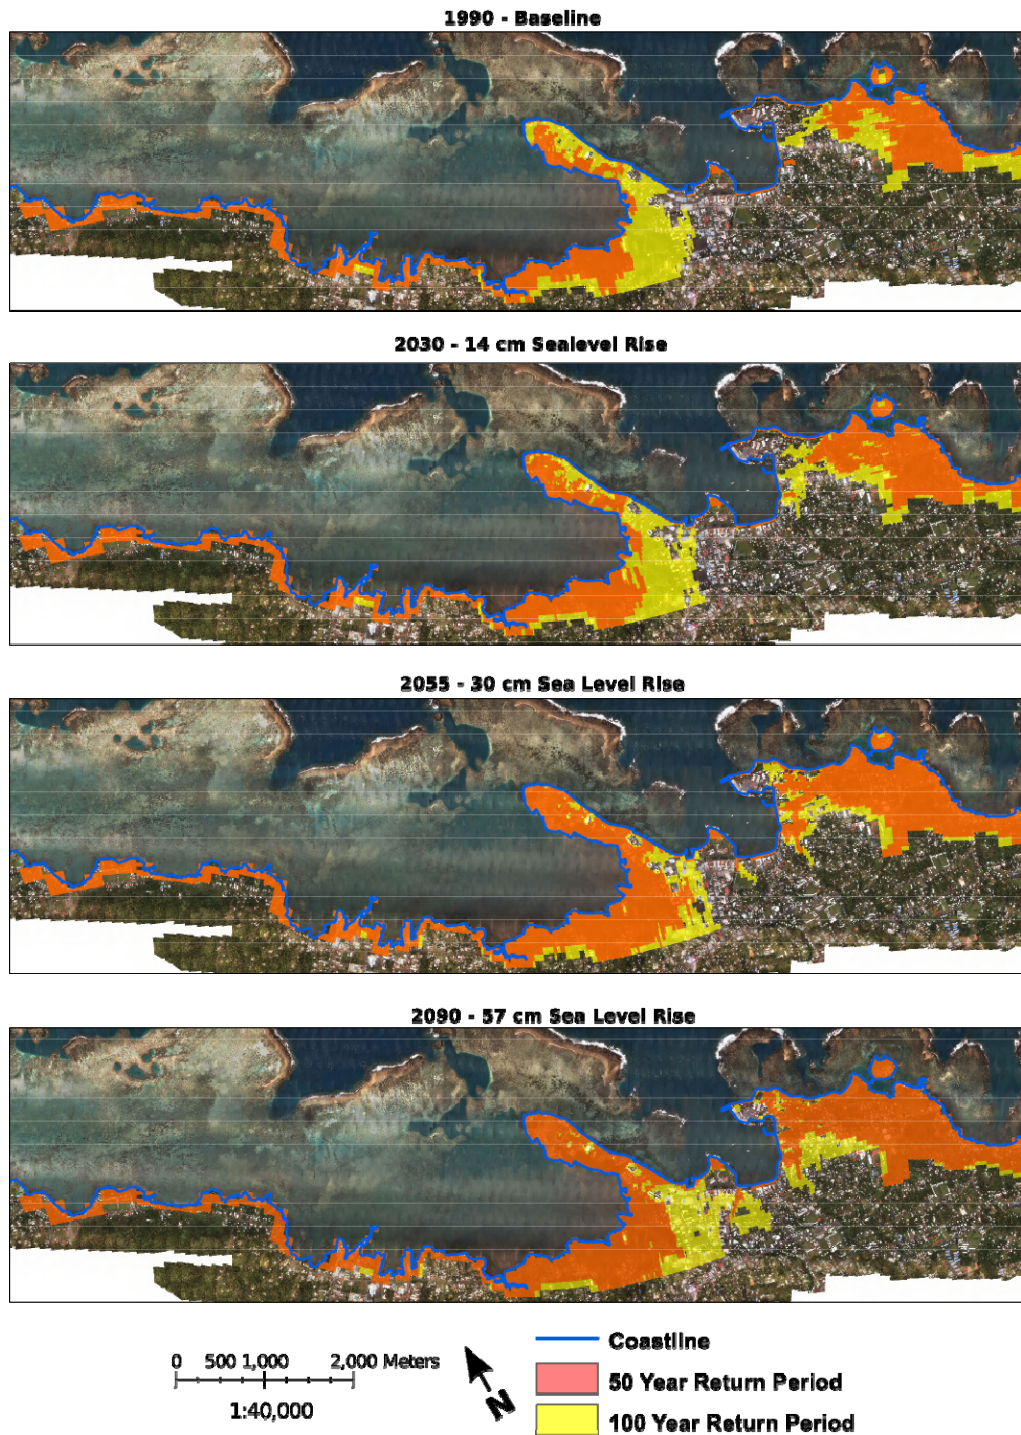 1990 - Baseline
2030 - 14 cm Sealevel Rise
2055 - 30 cm Sea Level Rise
2090 - 57 cm Sea Level Rise
0 500 1,000 2,000 Meters
1:40,000
N
Coastline
50 Year Return Period
100 Year Return Period